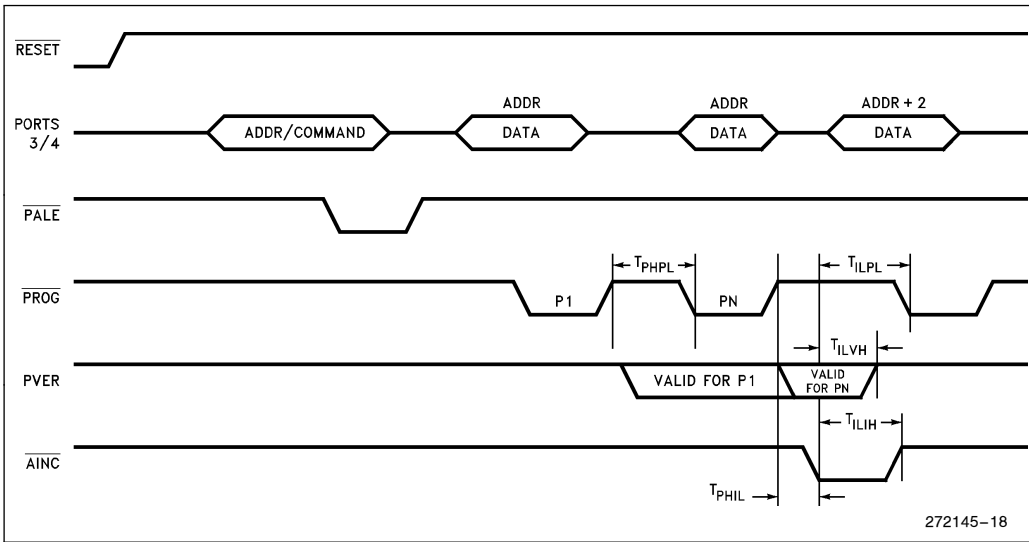 RESET
ADDR
ADDR
ADDR + 2
PORTS
3/4
ADDR/COMMAND
DATA
DATA
DATA
PALE
TPHPL
TILPL
PROG
P1
PN
TILVH
PVER
VALID FOR P1
VALID
FOR PN
TILIH
AINC
TPHIL
272145-18